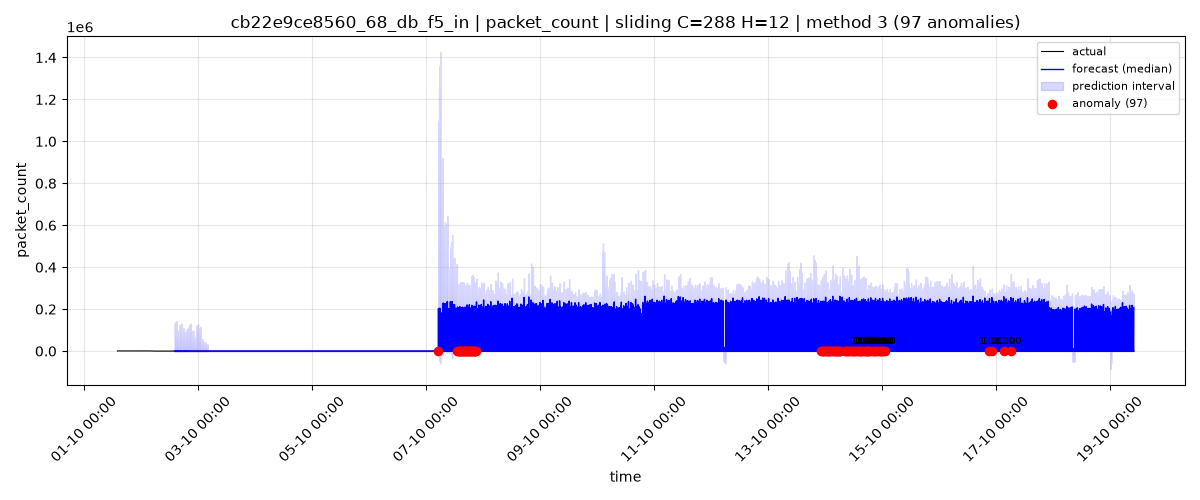 cb22e9ce8560_68_db_f5_in | packet_count | sliding C=288 H=12 | method 3 (97 anomalies)
1e6
actual
forecast (median)
prediction interval
anomaly (97)
packet_count
1.4
1.2
1.0
0.8
0.6
0.4
0.2
0.0
01-10 00:00
03-10 00:00
05-10 00:00
07-10 00:00
09-10 00:00
11-10 00:00
13-10 00:00
15-10 00:00
17-10 00:00
19-10 00:00
time